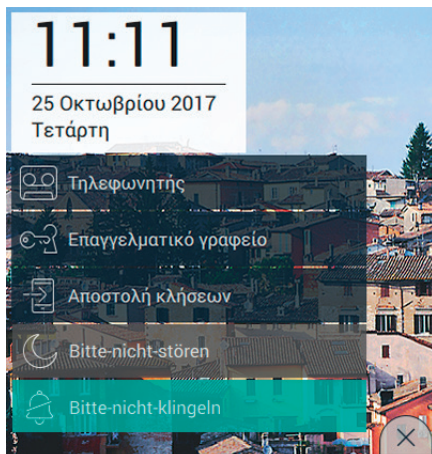 11:11
25 Οκτωβρίου 2017
Τετάρτη
Τηλεφωνητής
Επαγγελματικό γραφείο
Αποστολή κλήσεων
Bitte-nicht-stören
Bitte-nicht-klingeln